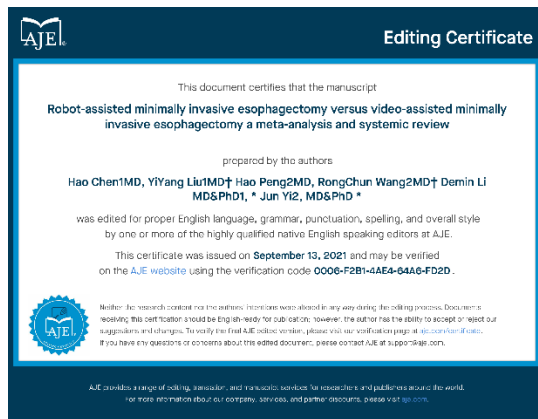 AJE
Editing Certificate
This document certifies that the manuscript
Robot-assisted minimally invasive esophagectomy versus video-assisted minimally
invasive esophagectomy a meta-analysis and systemic review
prepared by the authors
Hao Chen1MD, YiYang Liu1MD† Hao Peng2MD, RongChun Wang2MD† Demin Li
MD&PhD1, * Jun Yi2, MD&PhD *
was edited for proper English language, grammar, punctuation, spelling, and overall style
by one or more of the highly qualified native English speaking editors at AJE.
This certificate was issued on September 13, 2021 and may be verified
on the AJE website using the verification code 0006-F2B1-4AE4-64A6-FD2D .
AJE
Neither the research content nor the authors' intentions were altered in any way during the editing process. Documents
receiving this certification should be English-ready for publication; however, the author has the ability to accept or reject our
suggestions and changes. To verify the final AJE edited version, please visit our verification page at aje.com/certificate.
If you have any questions or concerns about this edited document, please contact AJE at support@aje.com.
AJE provides a range of editing, translation, and manuscript services for researchers and publishers around the world.
For more information about our company, services, and partner discounts, please visit aje.com.